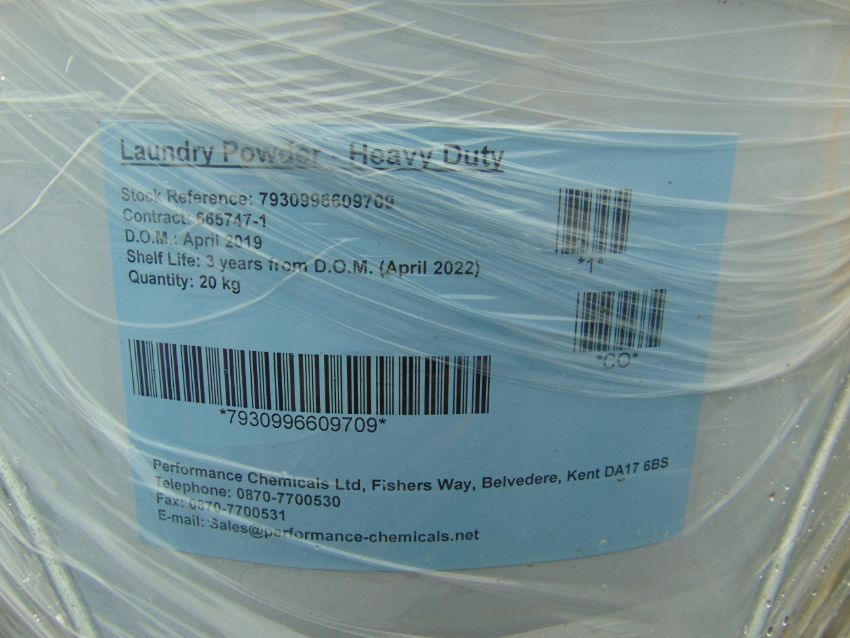 Laundry Powder - Heavy Duty
Stock Reference: 7930996609709
Contract: 665747-1
D.O.M.: April 2019
Shelf Life: 3 years from D.O.M. (April 2022)
Quantity: 20 kg
*1*
*CO*
*7930996609709*
Performance Chemicals Ltd, Fishers Way, Belvedere, Kent DA17 6BS
Telephone: 0870-7700530
Fax: 0870-7700531
E-mail: Sales@performance-chemicals.net